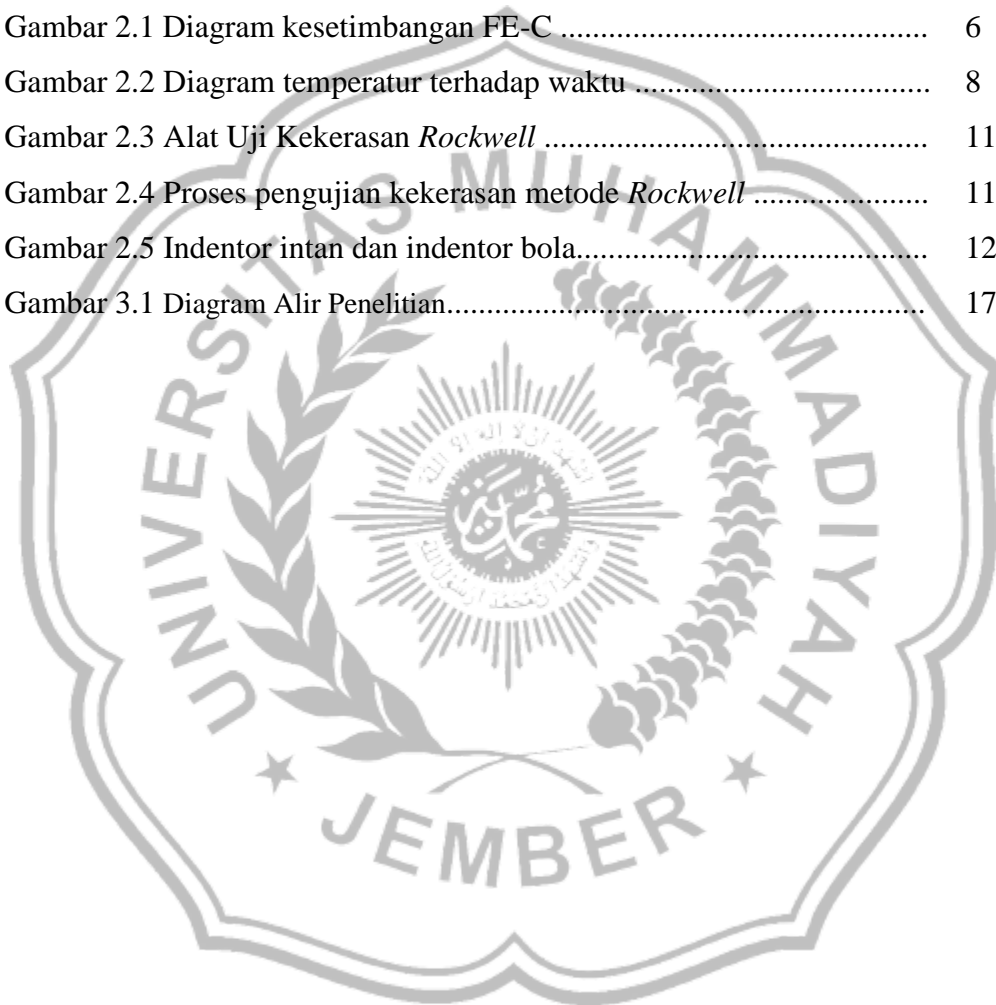 Gambar 2.1 Diagram kesetimbangan FE-C ............................................. 6
Gambar 2.2 Diagram temperatur terhadap waktu .................................... 8
Gambar 2.3 Alat Uji Kekerasan Rockwell ............................................... 11
Gambar 2.4 Proses pengujian kekerasan metode Rockwell ..................... 11
Gambar 2.5 Indentor intan dan indentor bola........................................... 12
Gambar 3.1 Diagram Alir Penelitian.......................................................... 17
UNIVERSITAS MUHAMMADIYAH
JEMBER